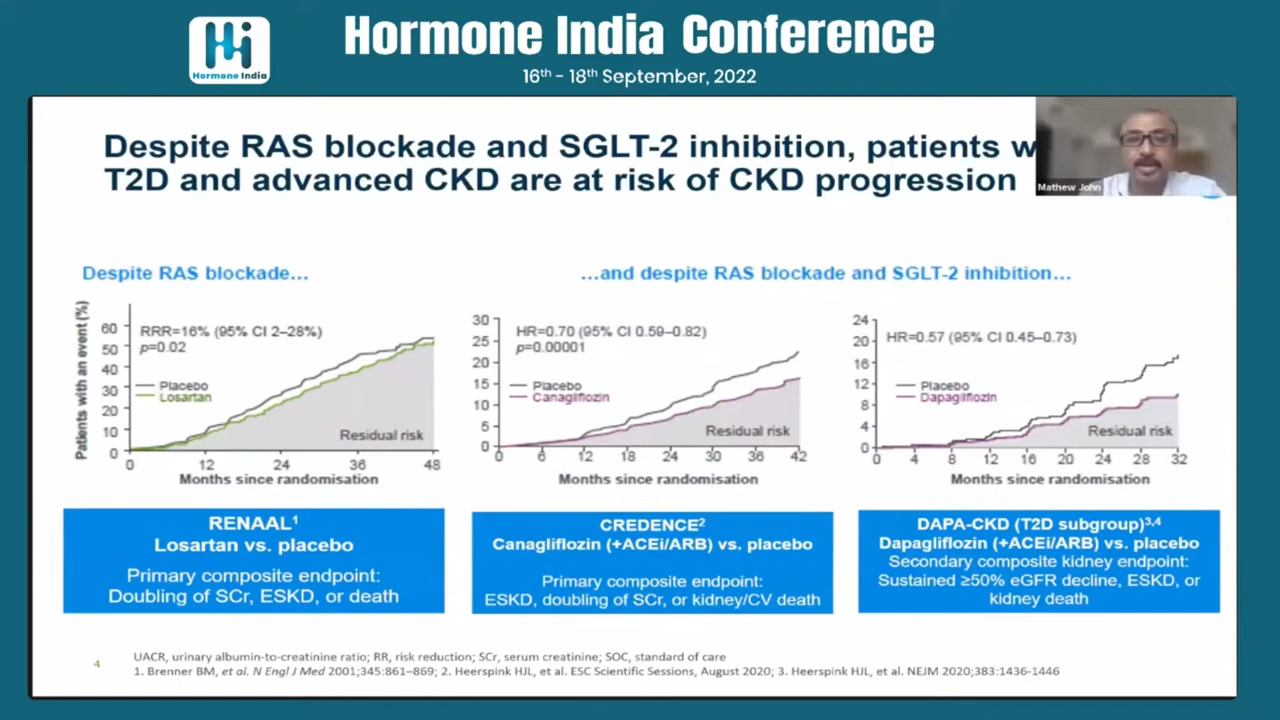 Hormone India
Hormone India Conference
16th - 18th September, 2022
Despite RAS blockade and SGLT-2 inhibition, patients w
T2D and advanced CKD are at risk of CKD progression
Mathew John
Despite RAS blockade...
...and despite RAS blockade and SGLT-2 inhibition...
Patients with an event (%)
60
50
40
30
20
10
0
RRR=16% (95% CI 2–28%)
p=0.02
Placebo
Losartan
Residual risk
0 12 24 36 48
Months since randomisation
30
25
20
15
10
5
0
HR=0.70 (95% CI 0.59–0.82)
p=0.00001
Placebo
Canagliflozin
Residual risk
0 6 12 18 24 30 36 42
Months since randomisation
24
20
16
12
8
4
0
HR=0.57 (95% CI 0.45–0.73)
Placebo
Dapagliflozin
Residual risk
0 4 8 12 16 20 24 28 32
Months since randomisation
RENAAL1
Losartan vs. placebo
Primary composite endpoint:
Doubling of SCr, ESKD, or death
CREDENCE2
Canagliflozin (+ACEi/ARB) vs. placebo
Primary composite endpoint:
ESKD, doubling of SCr, or kidney/CV death
DAPA-CKD (T2D subgroup)3,4
Dapagliflozin (+ACEi/ARB) vs. placebo
Secondary composite kidney endpoint:
Sustained ≥50% eGFR decline, ESKD, or
kidney death
4
UACR, urinary albumin-to-creatinine ratio; RR, risk reduction; SCr, serum creatinine; SOC, standard of care
1. Brenner BM, et al. N Engl J Med 2001;345:861–869; 2. Heerspink HJL, et al. ESC Scientific Sessions, August 2020; 3. Heerspink HJL, et al. NEJM 2020;383:1436-1446